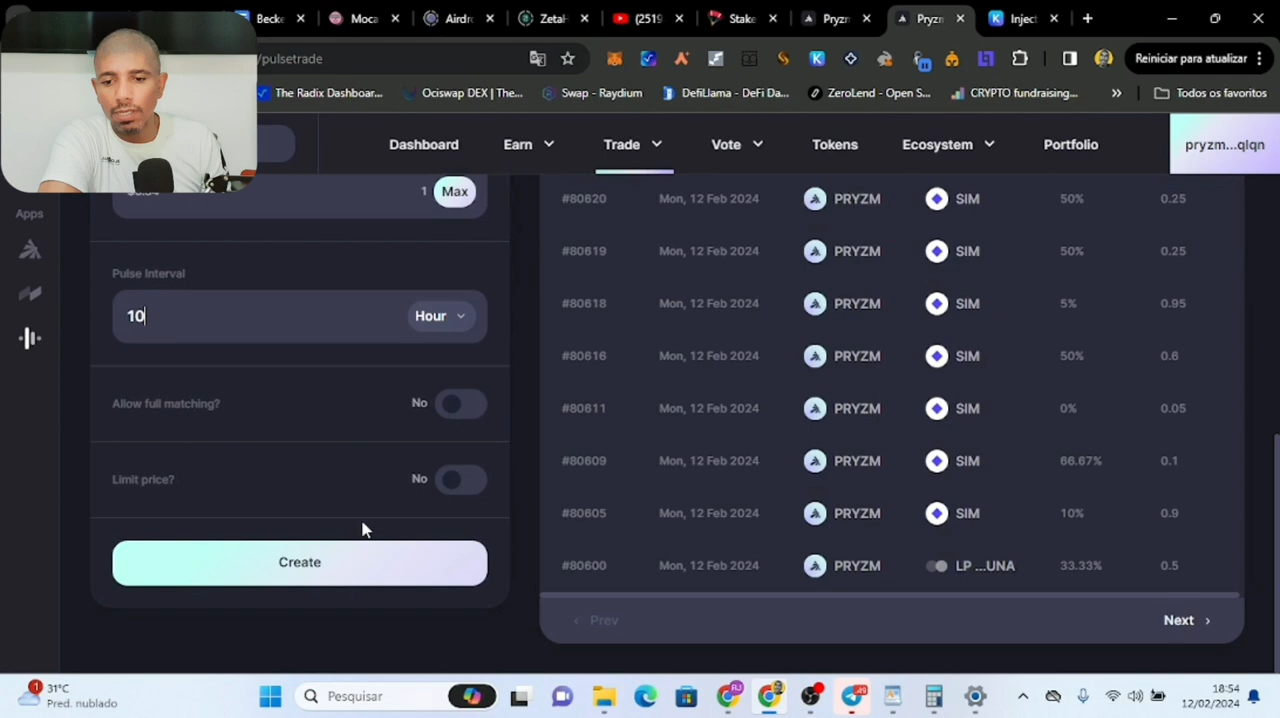 Becke
Moca
Airdro
ZetaH
(2519
Stake
Pryzm
Pryzm
Inject
/pulsetrade
Reiniciar para atualizar
The Radix Dashboar...
Ociswap DEX | The...
Swap - Raydium
DefiLlama - DeFi Da...
ZeroLend - Open S...
CRYPTO fundraising...
Todos os favoritos
Dashboard
Earn
Trade
Vote
Tokens
Ecosystem
Portfolio
pryzm...qlqn
Apps
1
Max
Pulse Interval
10
Hour
Allow full matching?
No
Limit price?
No
Create
#80620 Mon, 12 Feb 2024 PRYZM SIM 50% 0.25
#80619 Mon, 12 Feb 2024 PRYZM SIM 50% 0.25
#80618 Mon, 12 Feb 2024 PRYZM SIM 5% 0.95
#80616 Mon, 12 Feb 2024 PRYZM SIM 50% 0.6
#80611 Mon, 12 Feb 2024 PRYZM SIM 0% 0.05
#80609 Mon, 12 Feb 2024 PRYZM SIM 66.67% 0.1
#80605 Mon, 12 Feb 2024 PRYZM SIM 10% 0.9
#80600 Mon, 12 Feb 2024 PRYZM LP ...UNA 33.33% 0.5
Prev
Next
1
31°C
Pred. nublado
Pesquisar
49
18:54
12/02/2024